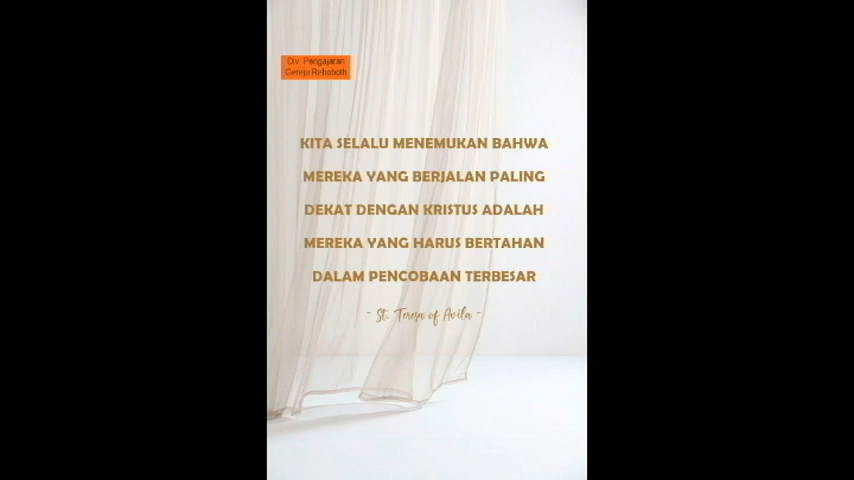 Div. Pengajaran
Gereja Rehoboth
KITA SELALU MENEMUKAN BAHWA
MEREKA YANG BERJALAN PALING
DEKAT DENGAN KRISTUS ADALAH
MEREKA YANG HARUS BERTAHAN
DALAM PENCOBAAN TERBESAR
- St. Teresa of Avila -